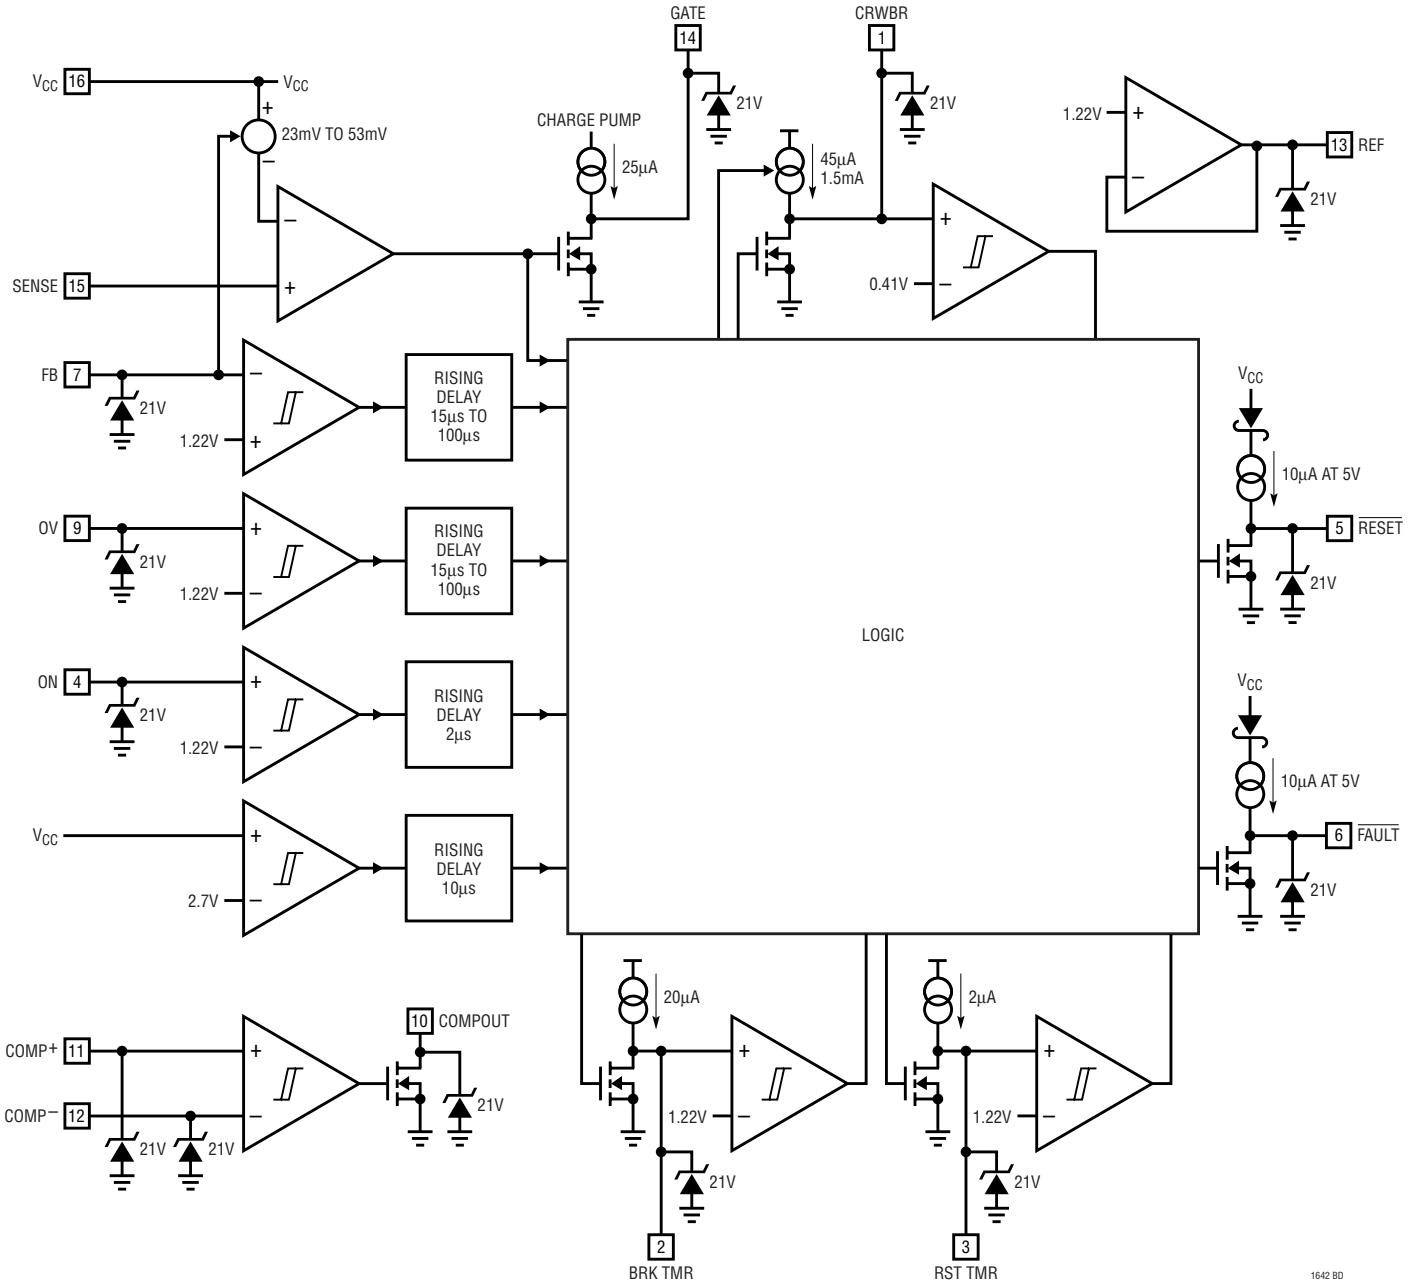 GATE
14
CRWBR
1
VCC 16
VCC
+
23mV TO 53mV
−
21V
21V
CHARGE PUMP
25µA
45µA
1.5mA
1.22V
+
−
13 REF
21V
−
+
SENSE 15
+
0.41V
−
FB 7
21V
−
1.22V
+
RISING
DELAY
15µs TO
100µs
OV 9
21V
+
1.22V
−
RISING
DELAY
15µs TO
100µs
ON 4
21V
+
1.22V
−
RISING
DELAY
2µs
VCC
+
2.7V
−
RISING
DELAY
10µs
LOGIC
VCC
10µA AT 5V
5 RESET
21V
VCC
10µA AT 5V
6 FAULT
21V
COMP+ 11
COMP− 12
+
−
21V
21V
10 COMPOUT
21V
20µA
+
1.22V
−
21V
2
BRK TMR
2µA
+
1.22V
−
21V
3
RST TMR
1642 BD